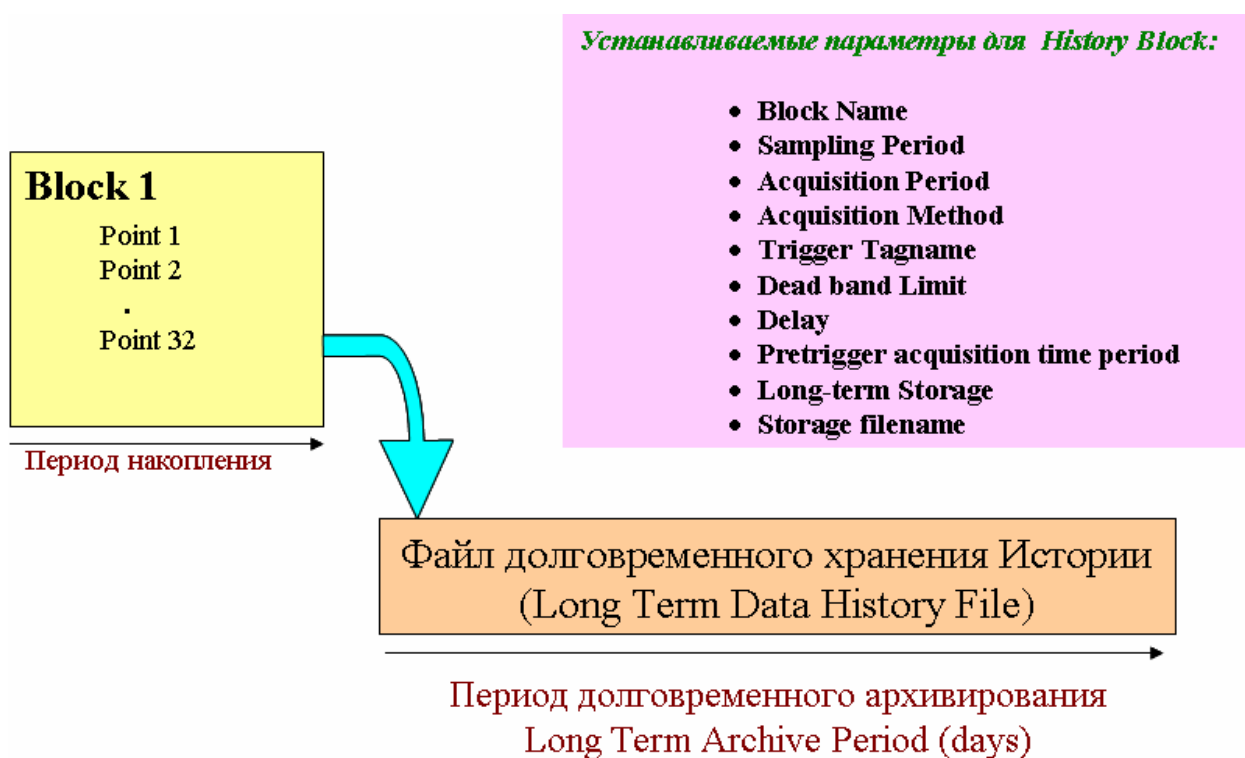 Устанавливаемые параметры для History Block:
• Block Name
• Sampling Period
• Acquisition Period
• Acquisition Method
• Trigger Tagname
• Dead band Limit
• Delay
• Pretrigger acquisition time period
• Long-term Storage
• Storage filename
Block 1
Point 1
Point 2
.
Point 32
Период накопления
Файл долговременного хранения Истории
(Long Term Data History File)
Период долговременного архивирования
Long Term Archive Period (days)